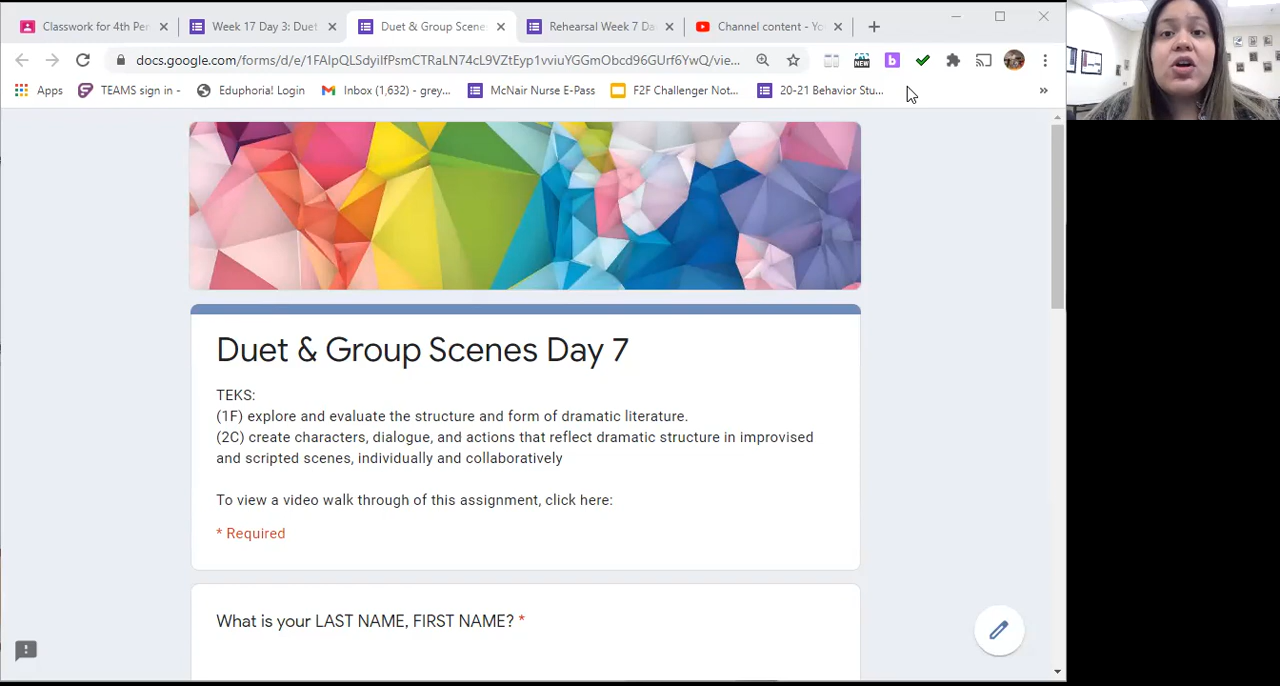 Classwork for 4th Per
Week 17 Day 3: Duet
Duet & Group Scenes
Rehearsal Week 7 Da
Channel content - Yo
docs.google.com/forms/d/e/1FAIpQLSQjilfPsmCTRaLN74cL9VZtEyp1vviuYGGmObcd96GUrf6YwQ/vie...
NEW
b
Apps
TEAMS sign in -
Eduphoria! Login
Inbox (1,632) - grey...
McNair Nurse E-Pass
F2F Challenger Not...
20-21 Behavior Stu...
»
Duet & Group Scenes Day 7
TEKS:
(1F) explore and evaluate the structure and form of dramatic literature.
(2C) create characters, dialogue, and actions that reflect dramatic structure in improvised
and scripted scenes, individually and collaboratively
To view a video walk through of this assignment, click here:
* Required
What is your LAST NAME, FIRST NAME? *